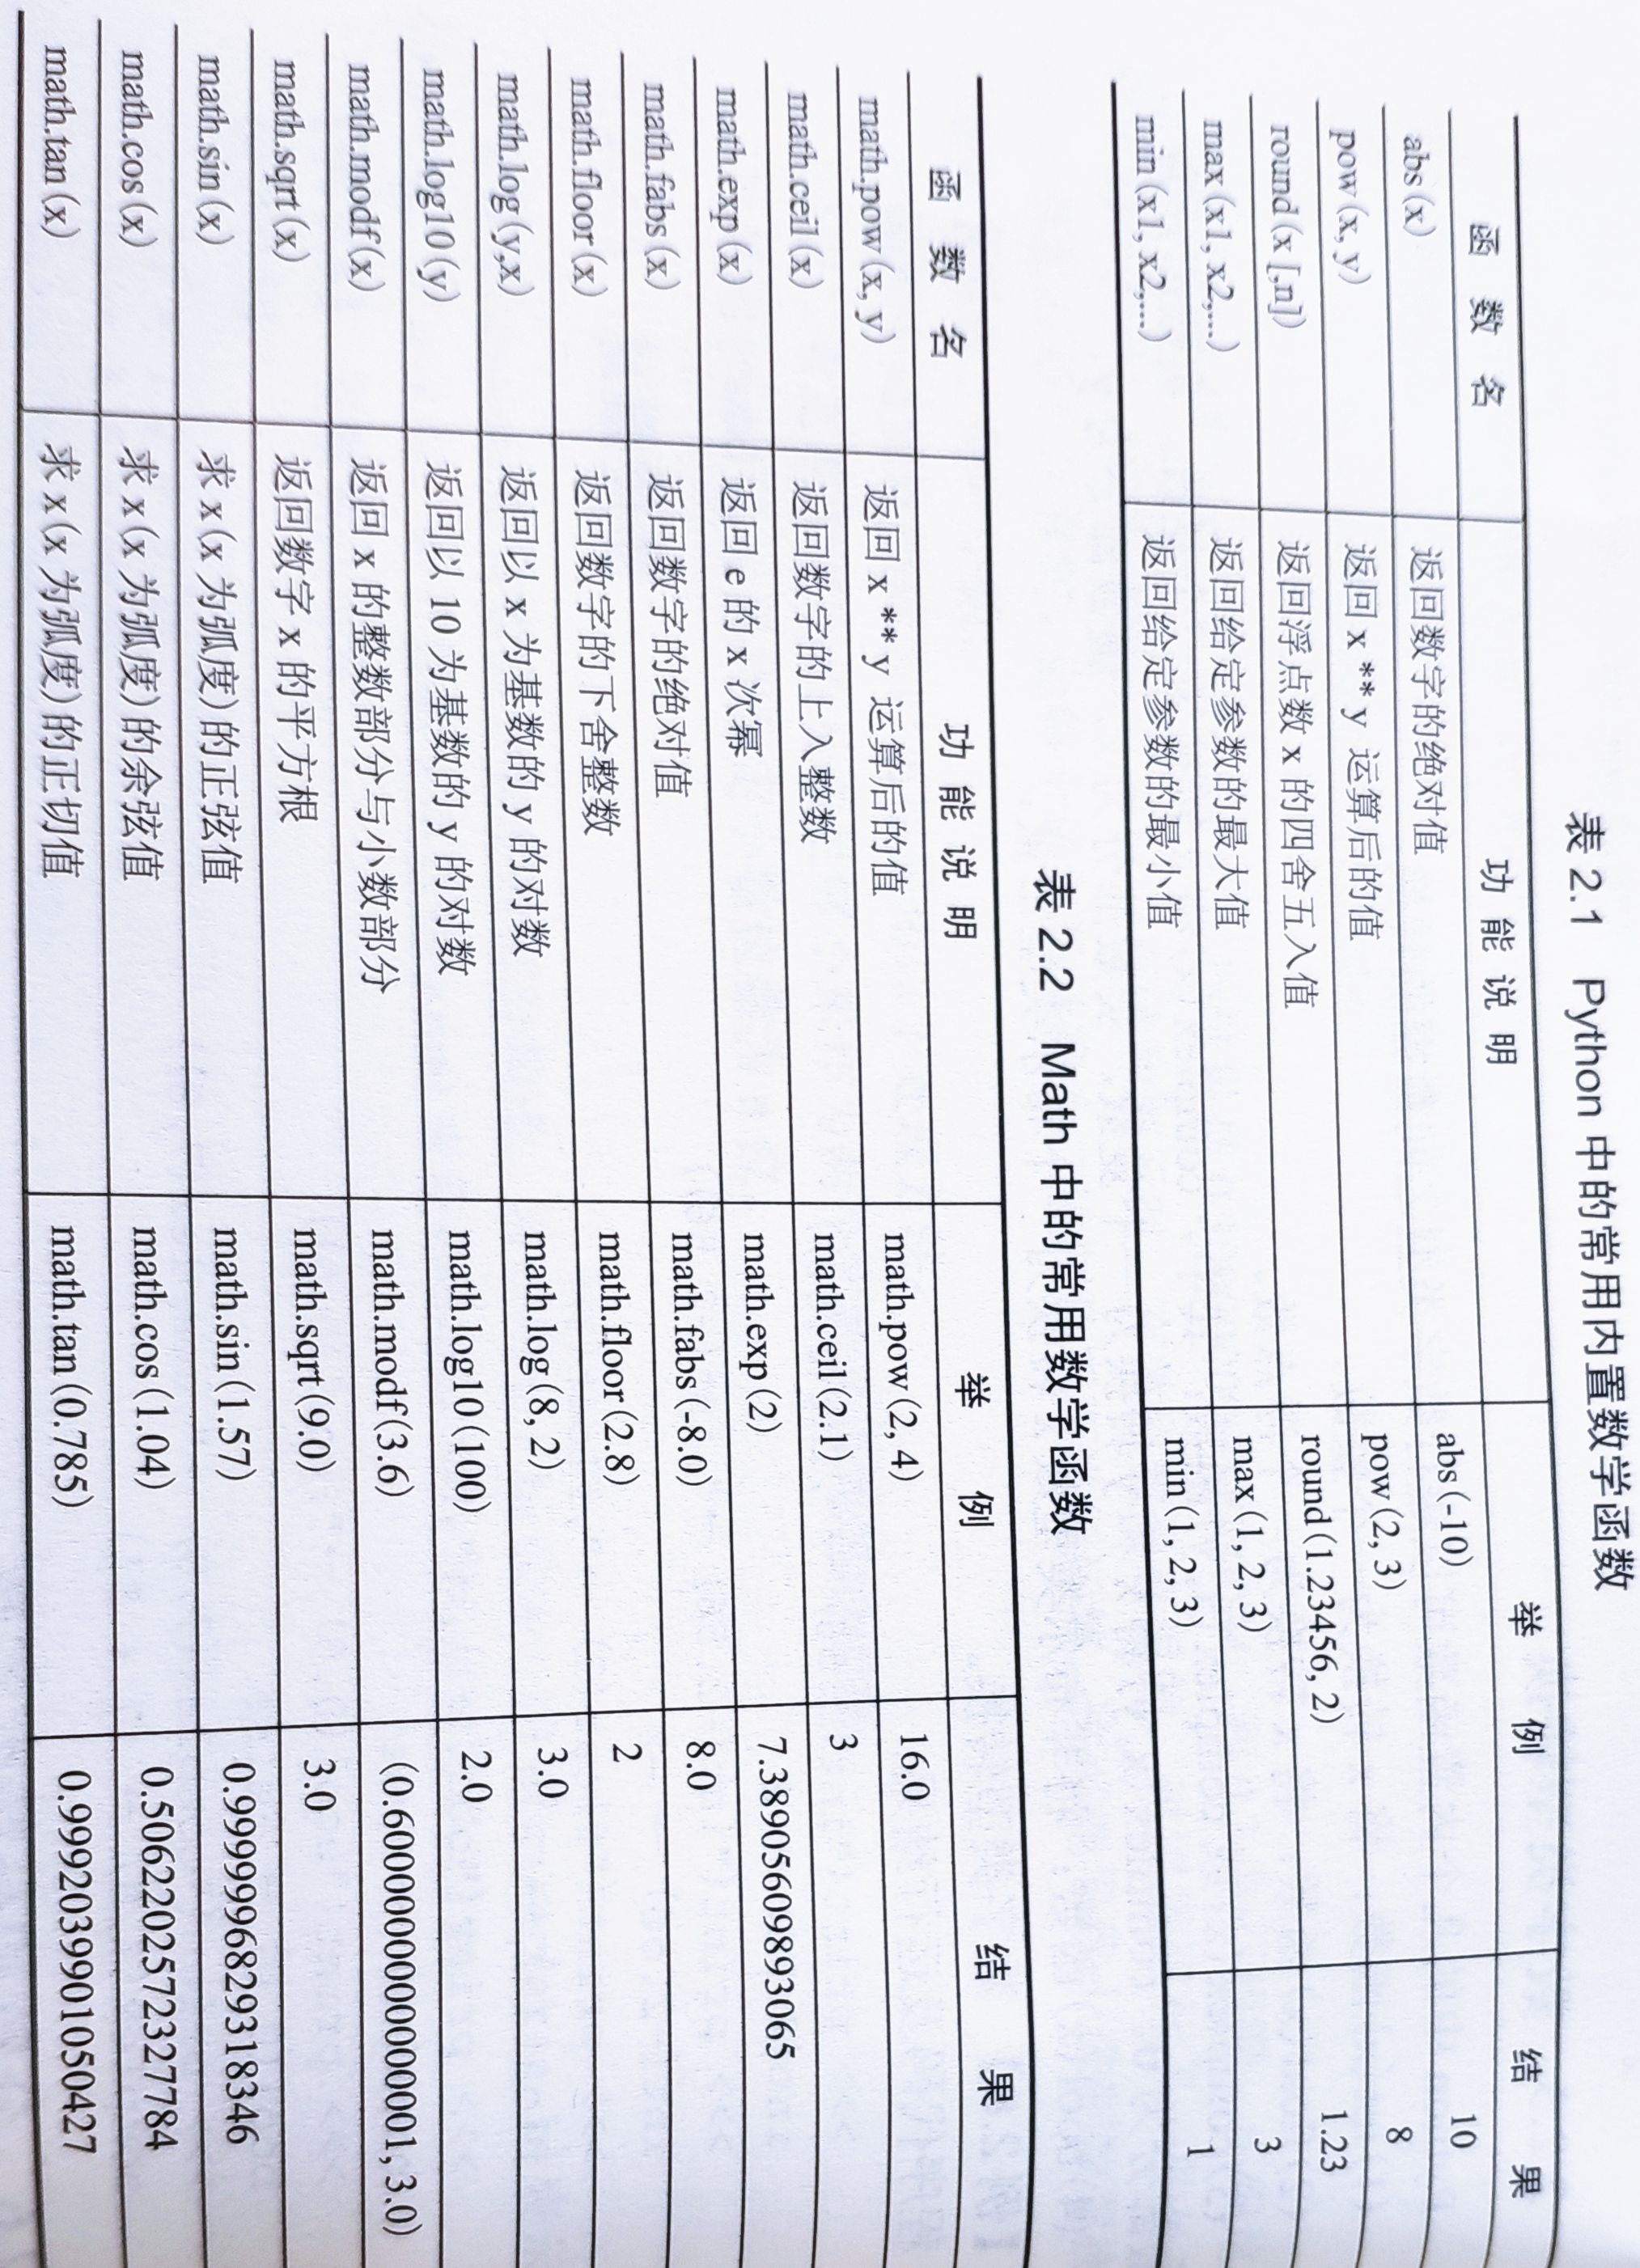 表 2.1 Python 中的常用内置数学函数
函 数 名 功 能 说 明 举 例 结 果
abs(x) 返回数字的绝对值 abs(-10) 10
pow(x, y) 返回 x ** y 运算后的值 pow(2, 3) 8
round(x [,n]) 返回浮点数 x 的四舍五入值 round(1.23456, 2) 1.23
max(x1, x2,...) 返回给定参数的最大值 max(1, 2, 3) 3
min(x1, x2,...) 返回给定参数的最小值 min(1, 2, 3) 1
表 2.2 Math 中的常用数学函数
函 数 名 功 能 说 明 举 例 结 果
math.pow(x, y) 返回 x ** y 运算后的值 math.pow(2, 4) 16.0
math.ceil(x) 返回数字的上入整数 math.ceil(2.1) 3
math.exp(x) 返回 e 的 x 次幂 math.exp(2) 7.38905609893065
math.fabs(x) 返回数字的绝对值 math.fabs(-8.0) 8.0
math.floor(x) 返回数字的下舍整数 math.floor(2.8) 2
math.log(y,x) 返回以 x 为基数的 y 的对数 math.log(8, 2) 3.0
math.log10(y) 返回以 10 为基数的 y 的对数 math.log10(100) 2.0
math.modf(x) 返回 x 的整数部分与小数部分 math.modf(3.6) (0.6000000000000001, 3.0)
math.sqrt(x) 返回数字 x 的平方根 math.sqrt(9.0) 3.0
math.sin(x) 求 x(x 为弧度)的正弦值 math.sin(1.57) 0.9999996829318346
math.cos(x) 求 x(x 为弧度)的余弦值 math.cos(1.04) 0.5062202572327784
math.tan(x) 求 x(x 为弧度)的正切值 math.tan(0.785) 0.9992039901050427